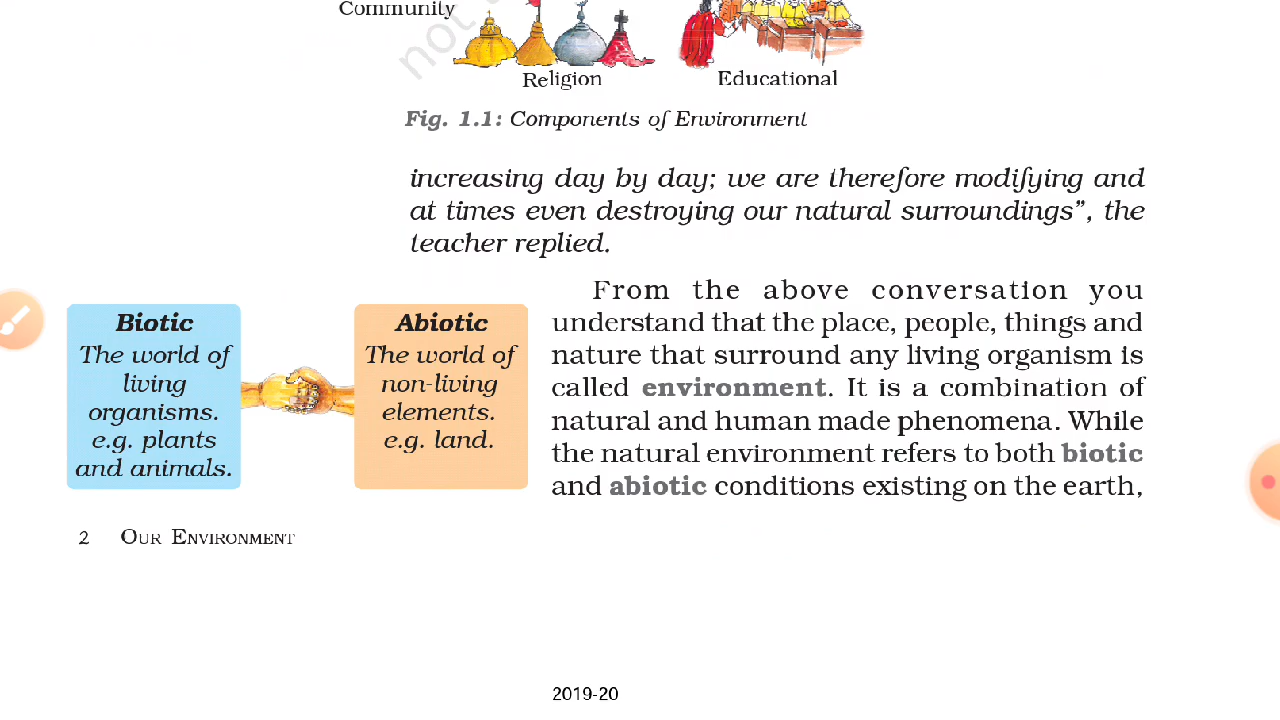 Community
not
Religion
Educational
Fig. 1.1: Components of Environment
increasing day by day; we are therefore modifying and
at times even destroying our natural surroundings”, the
teacher replied.
Biotic
The world of
living
organisms.
e.g. plants
and animals.
Abiotic
The world of
non-living
elements.
e.g. land.
From the above conversation you
understand that the place, people, things and
nature that surround any living organism is
called environment. It is a combination of
natural and human made phenomena. While
the natural environment refers to both biotic
and abiotic conditions existing on the earth,
2 OUR ENVIRONMENT
2019-20